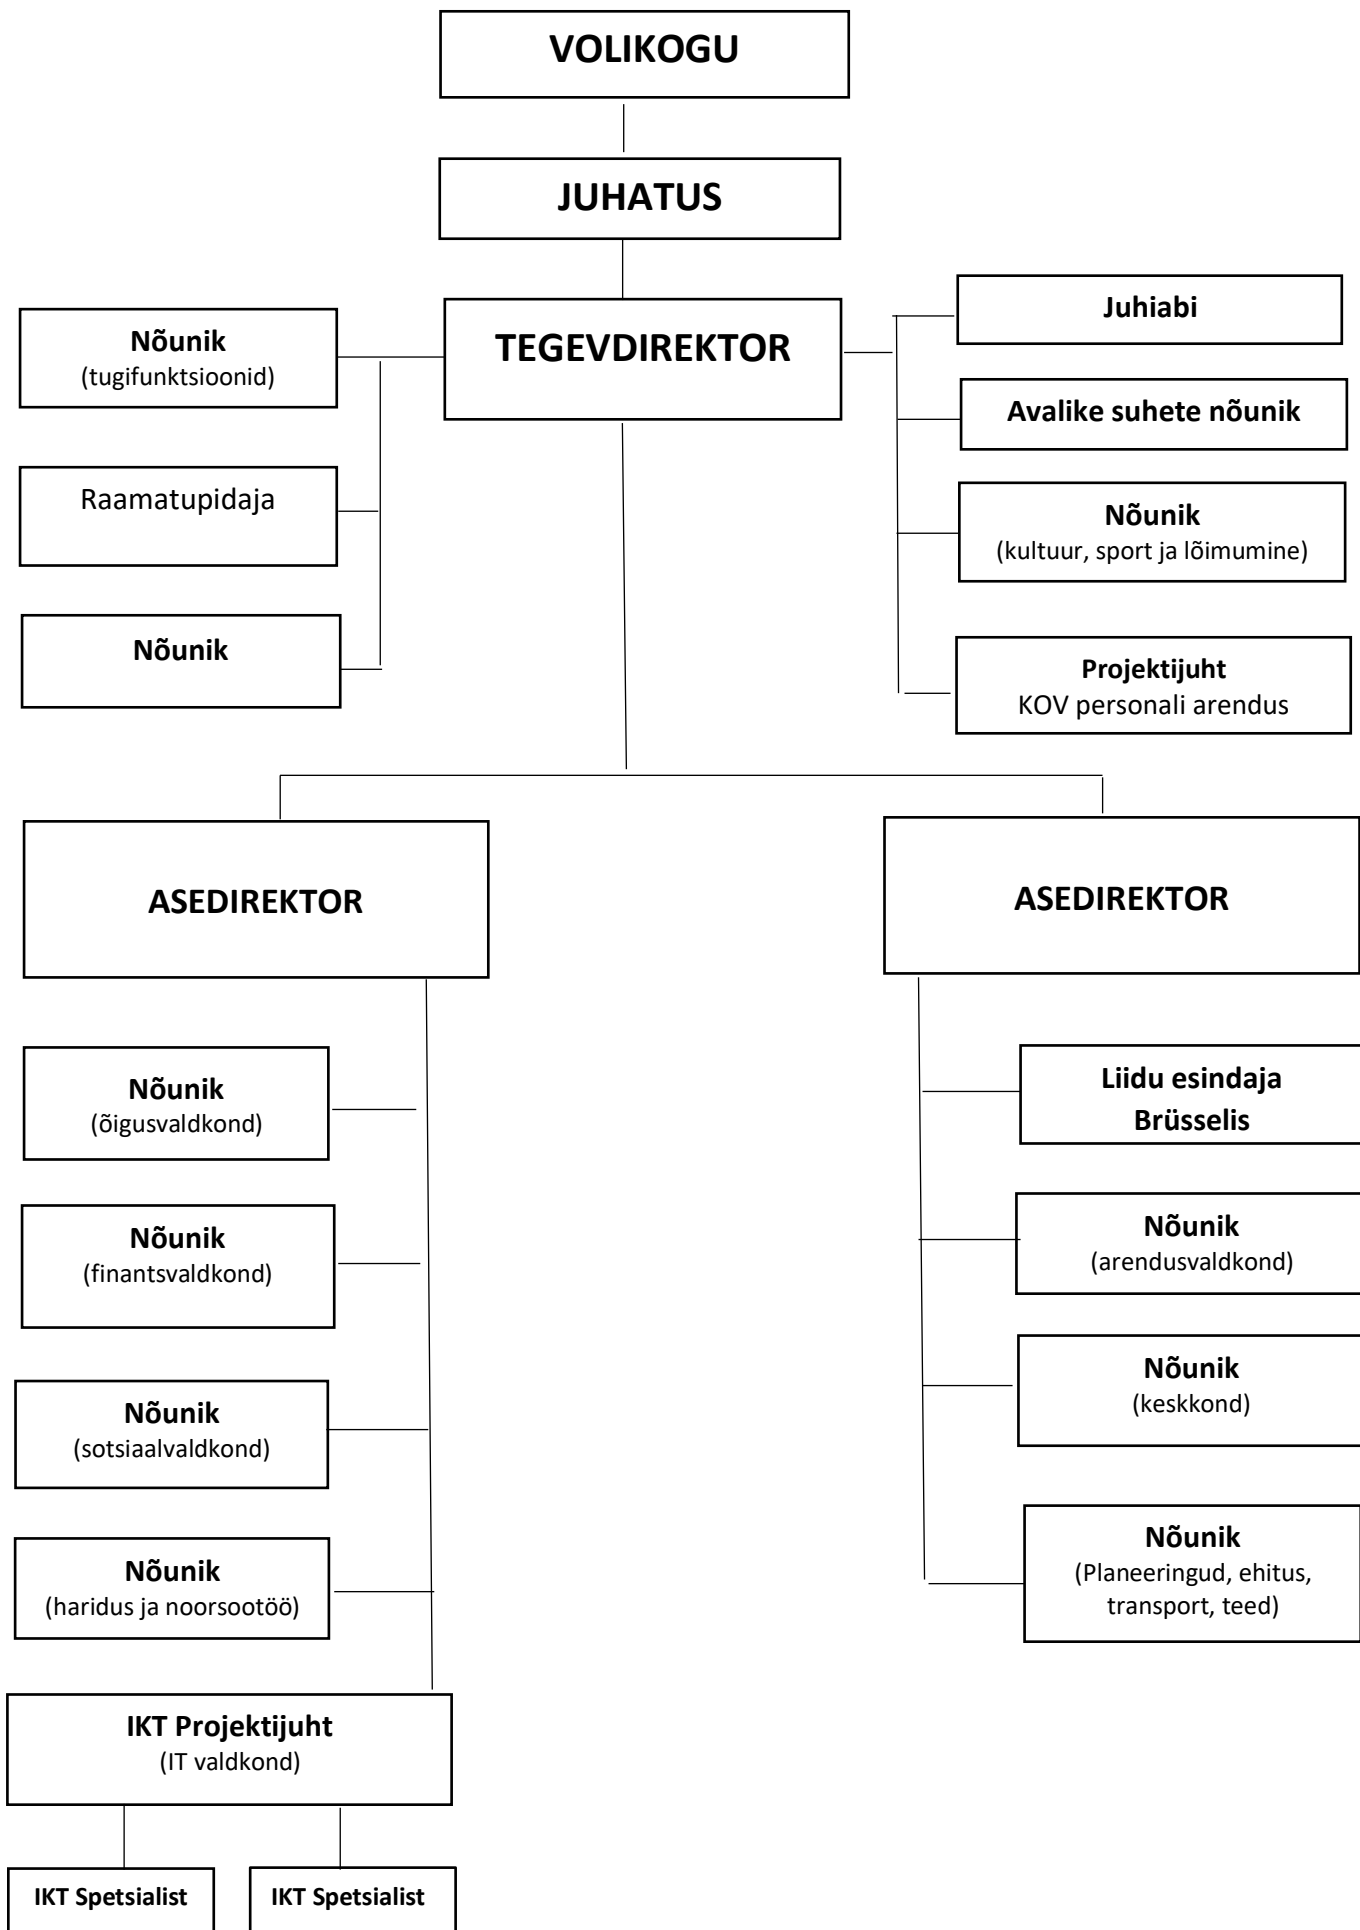 VOLIKOGU
JUHATUS
TEGEVDIREKTOR
Nõunik
(tugifunktsioonid)
Raamatupidaja
Nõunik
Juhiabi
Avalike suhete nõunik
Nõunik
(kultuur, sport ja lõimumine)
Projektijuht
KOV personali arendus
ASEDIREKTOR
Nõunik
(õigusvaldkond)
Nõunik
(finantsvaldkond)
Nõunik
(sotsiaalvaldkond)
Nõunik
(haridus ja noorsootöö)
IKT Projektijuht
(IT valdkond)
IKT Spetsialist
IKT Spetsialist
ASEDIREKTOR
Liidu esindaja
Brüsselis
Nõunik
(arendusvaldkond)
Nõunik
(keskkond)
Nõunik
(Planeeringud, ehitus,
transport, teed)